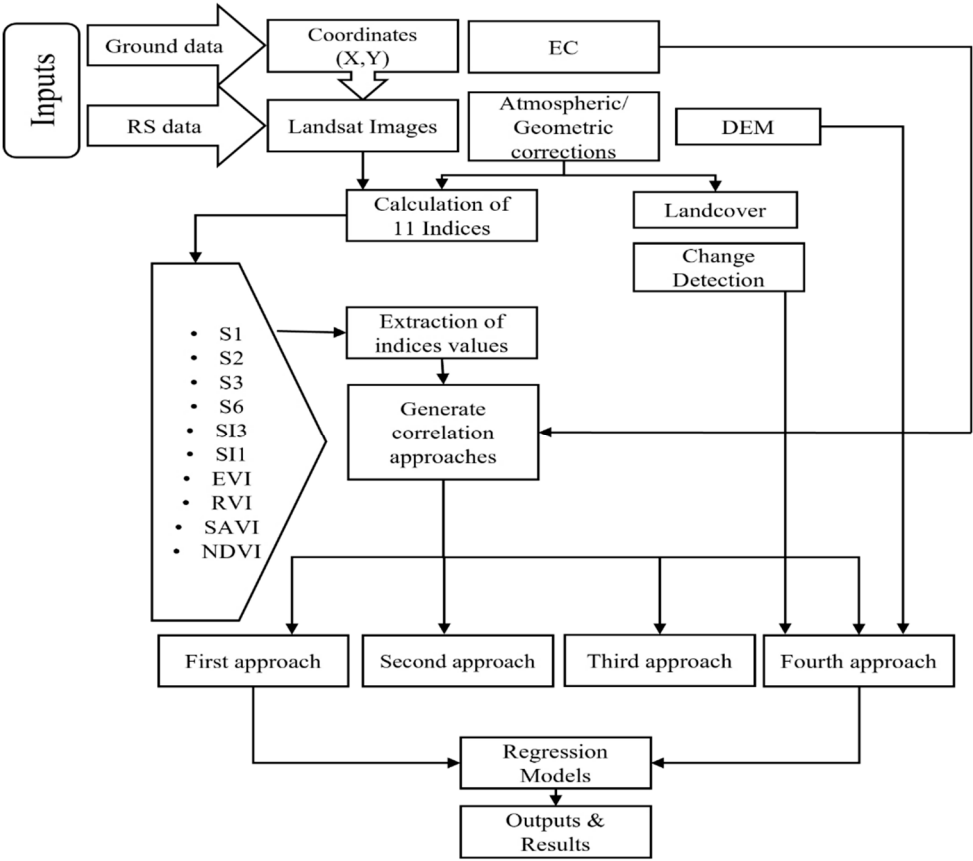 Inputs
Ground data
Coordinates
(X,Y)
EC
RS data
Landsat Images
Atmospheric/
Geometric
corrections
DEM
Calculation of
11 Indices
Landcover
Change
Detection
• S1
• S2
• S3
• S6
• SI3
• SI1
• EVI
• RVI
• SAVI
• NDVI
Extraction of
indices values
Generate
correlation
approaches
First approach
Second approach
Third approach
Fourth approach
Regression
Models
Outputs &
Results